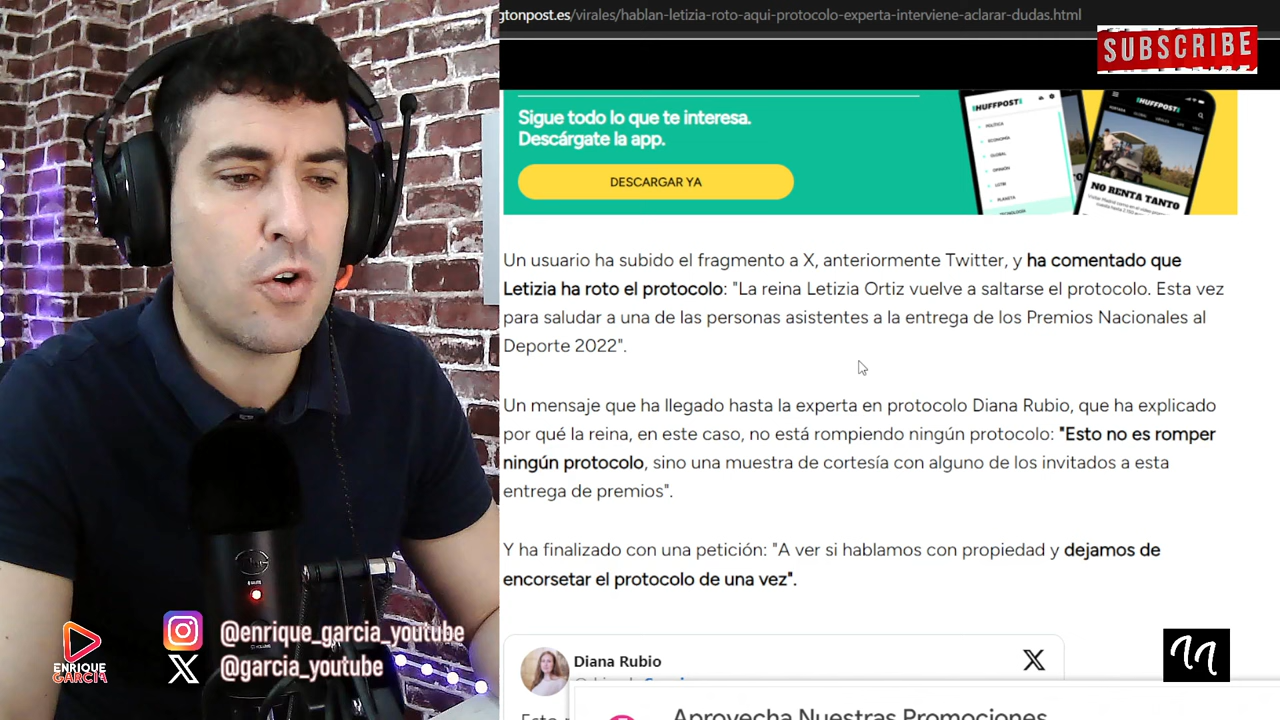 gtonpost.es/virales/hablan-letizia-roto-aqui-protocolo-experta-interviene-aclarar-dudas.html
SUBSCRIBE
Sigue todo lo que te interesa.
Descárgate la app.
DESCARGAR YA
HUFFPOST
HUFFPOST
NO RENTA TANTO
Un usuario ha subido el fragmento a X, anteriormente Twitter, y ha comentado que
Letizia ha roto el protocolo: "La reina Letizia Ortiz vuelve a saltarse el protocolo. Esta vez
para saludar a una de las personas asistentes a la entrega de los Premios Nacionales al
Deporte 2022".
Un mensaje que ha llegado hasta la experta en protocolo Diana Rubio, que ha explicado
por qué la reina, en este caso, no está rompiendo ningún protocolo: "Esto no es romper
ningún protocolo, sino una muestra de cortesía con alguno de los invitados a esta
entrega de premios".
Y ha finalizado con una petición: "A ver si hablamos con propiedad y dejamos de
encorsetar el protocolo de una vez".
Diana Rubio
Aprovecha Nuestras Promociones
@enrique_garcia_youtube
@garcia_youtube
ENRIQUE
GARCIA